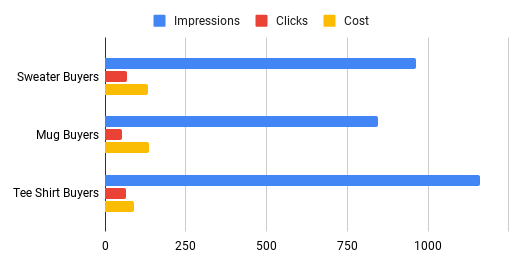 Impressions Clicks Cost
Sweater Buyers
Mug Buyers
Tee Shirt Buyers
0 250 500 750 1000